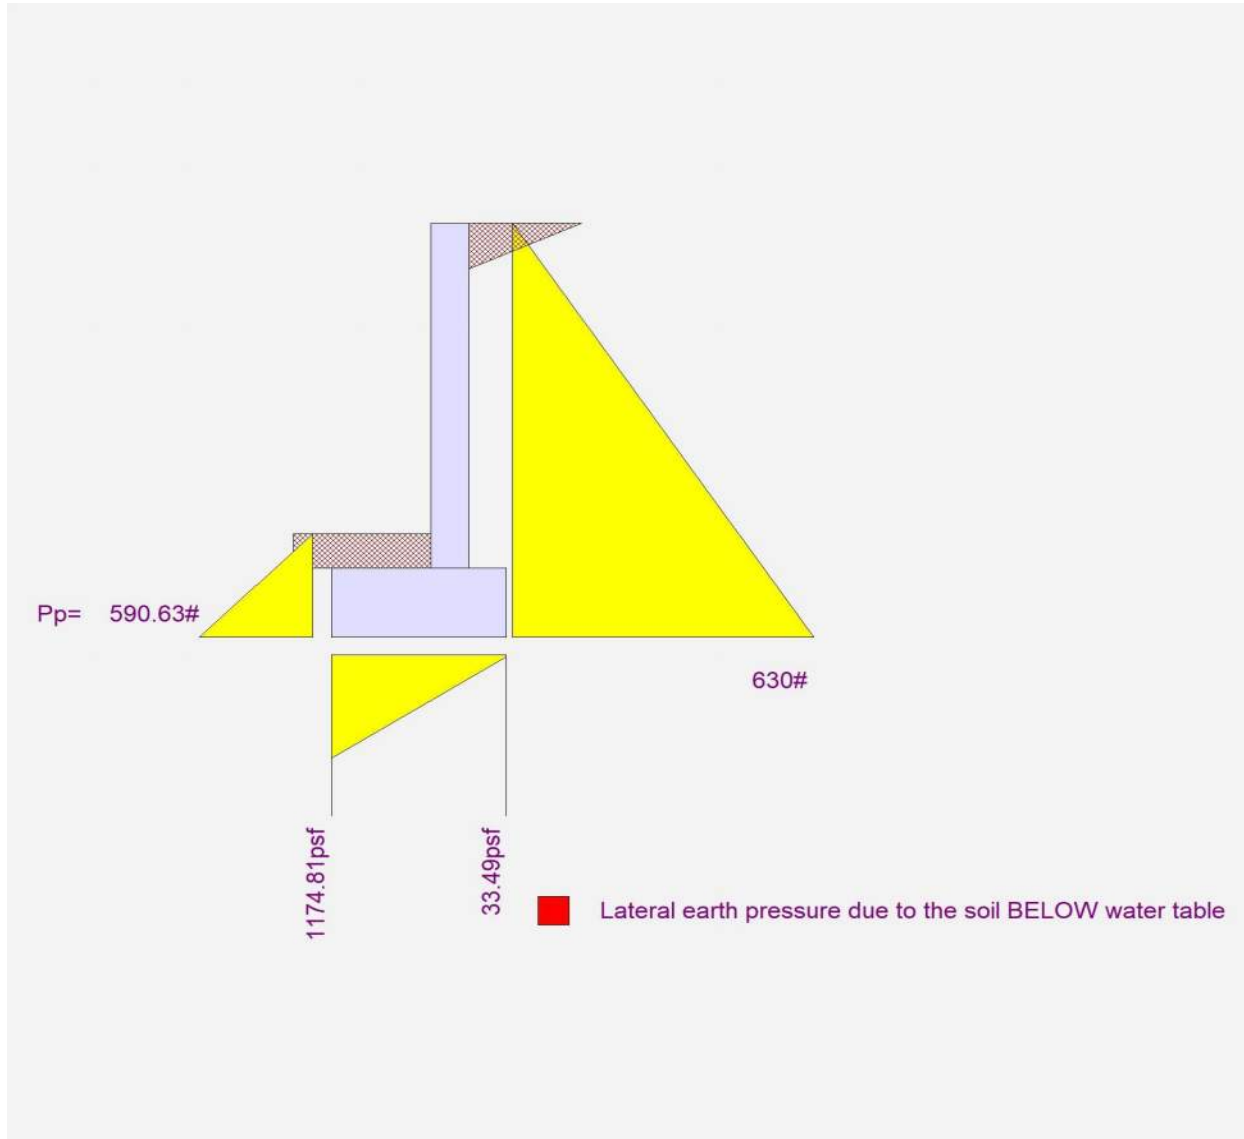 Pp= 590.63#
630#
1174.81psf
33.49psf
Lateral earth pressure due to the soil BELOW water table